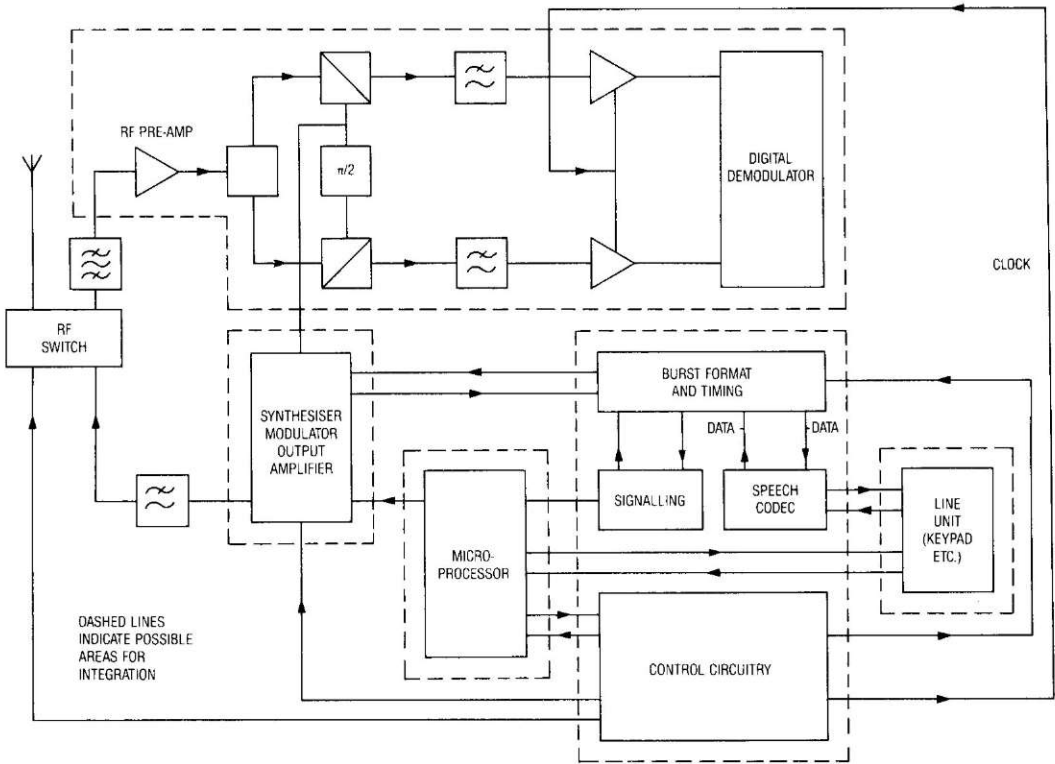 RF PRE-AMP
π/2
DIGITAL
DEMODULATOR
CLOCK
RF
SWITCH
SYNTHESISER
MODULATOR
OUTPUT
AMPLIFIER
BURST FORMAT
AND TIMING
DATA
DATA
SIGNALLING
SPEECH
CODEC
LINE
UNIT
(KEYPAD
ETC.)
MICRO-
PROCESSOR
CONTROL CIRCUITRY
DASHED LINES
INDICATE POSSIBLE
AREAS FOR
INTEGRATION